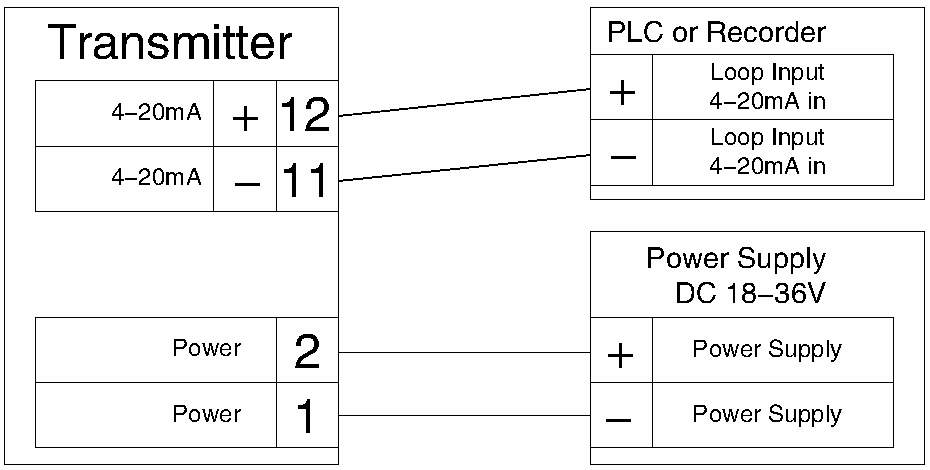 Transmitter
4–20mA + 12
4–20mA – 11
Power 2
Power 1
PLC or Recorder
+ Loop Input
4–20mA in
– Loop Input
4–20mA in
Power Supply
DC 18–36V
+ Power Supply
– Power Supply